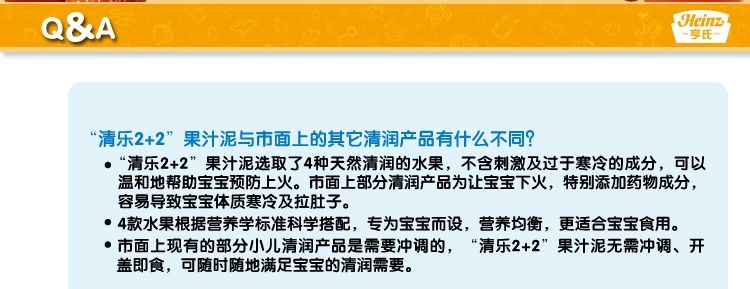 Q&A
Heinz
亨氏
“清乐2+2”果汁泥与市面上的其它清润产品有什么不同?
● “清乐2+2”果汁泥选取了4种天然清润的水果，不含刺激及过于寒冷的成分，可以
温和地帮助宝宝预防上火。市面上部分清润产品为让宝宝下火，特别添加药物成分，
容易导致宝宝体质寒冷及拉肚子。
● 4款水果根据营养学标准科学搭配，专为宝宝而设，营养均衡，更适合宝宝食用。
● 市面上现有的部分小儿清润产品是需要冲调的，“清乐2+2”果汁泥无需冲调、开
盖即食，可随时随地满足宝宝的清润需要。